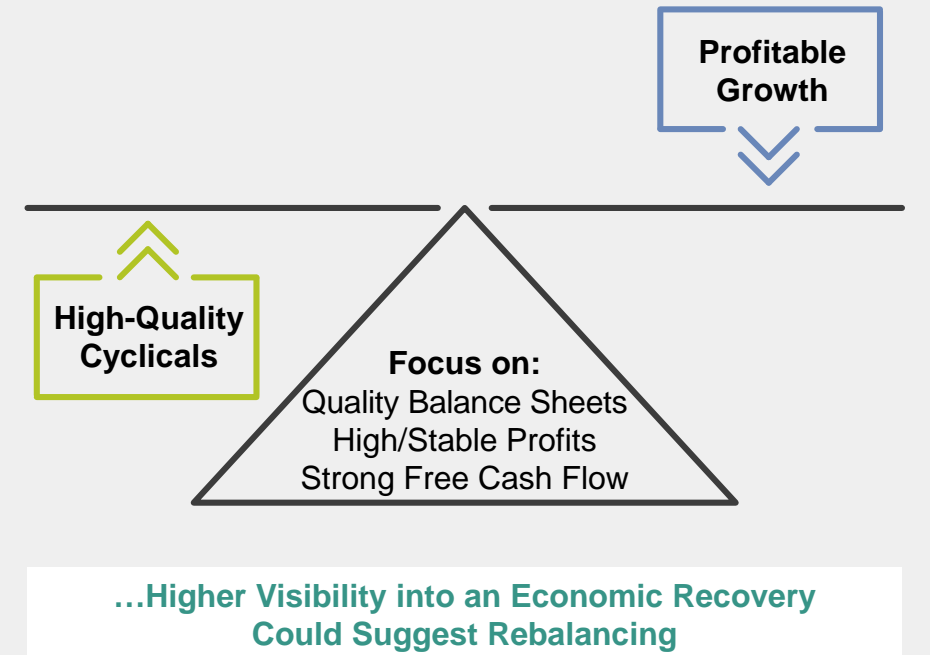 Profitable
Growth
High-Quality
Cyclicals
Focus on:
Quality Balance Sheets
High/Stable Profits
Strong Free Cash Flow
…Higher Visibility into an Economic Recovery
Could Suggest Rebalancing